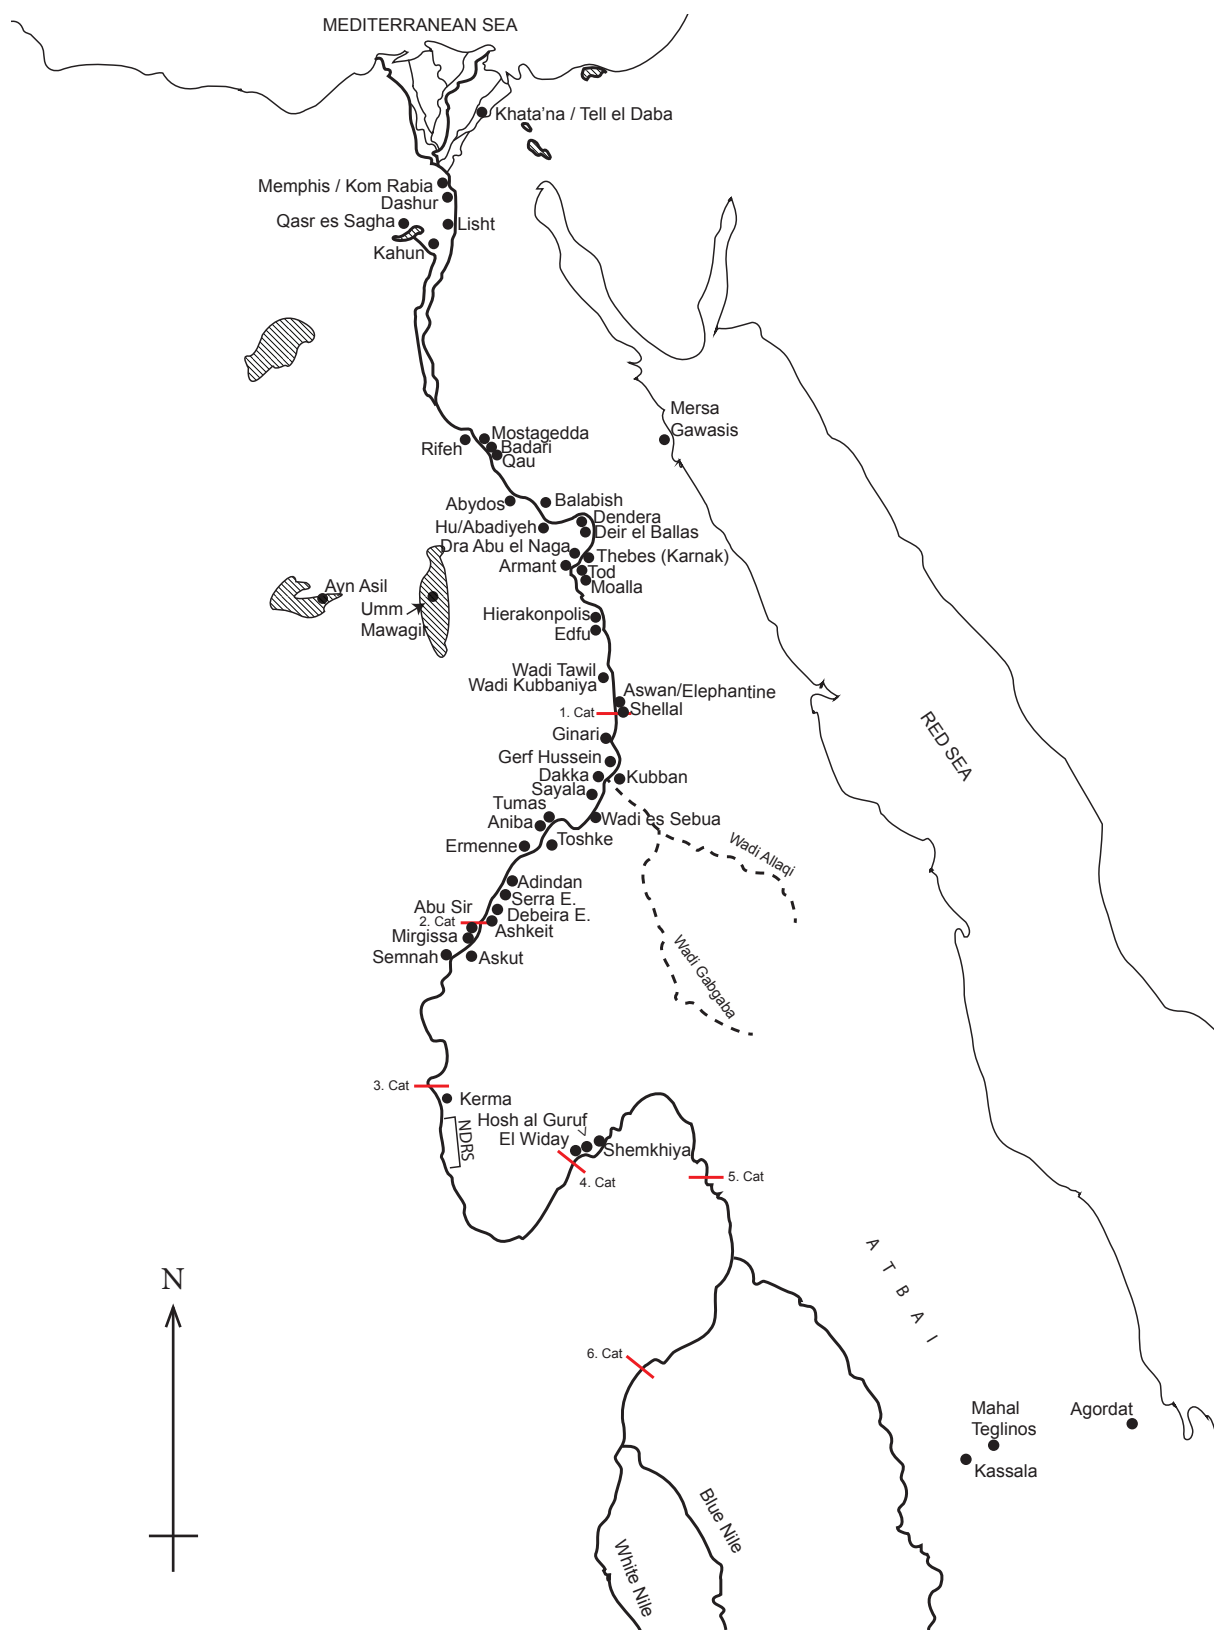 MEDITERRANEAN SEA
Khata'na / Tell el Daba
Memphis / Kom Rabia
Dashur
Qasr es Sagha
Lisht
Kahun
Mersa
Gawasis
Mostagedda
Rifeh
Badari
Qau
Abydos
Balabish
Dendera
Hu/Abadiyeh
Deir el Ballas
Dra Abu el Naga
Thebes (Karnak)
Armant
Tod
Moalla
Ayn Asil
Umm
Mawagir
Hierakonpolis
Edfu
Wadi Tawil
Wadi Kubbaniya
Aswan/Elephantine
1. Cat
Shellal
RED SEA
Ginari
Gerf Hussein
Dakka
Kubban
Sayala
Tumas
Aniba
Wadi es Sebua
Ermenne
Toshke
Wadi Allaqi
Adindan
Serra E.
Abu Sir
Debeira E.
2. Cat
Ashkeit
Mirgissa
Semnah
Askut
Wadi Gabgaba
3. Cat
Kerma
NDRS
Hosh al Guruf
El Widay
Shemkhiya
4. Cat
5. Cat
ATBAI
N
6. Cat
Mahal
Teglinos
Agordat
Kassala
Blue Nile
White Nile